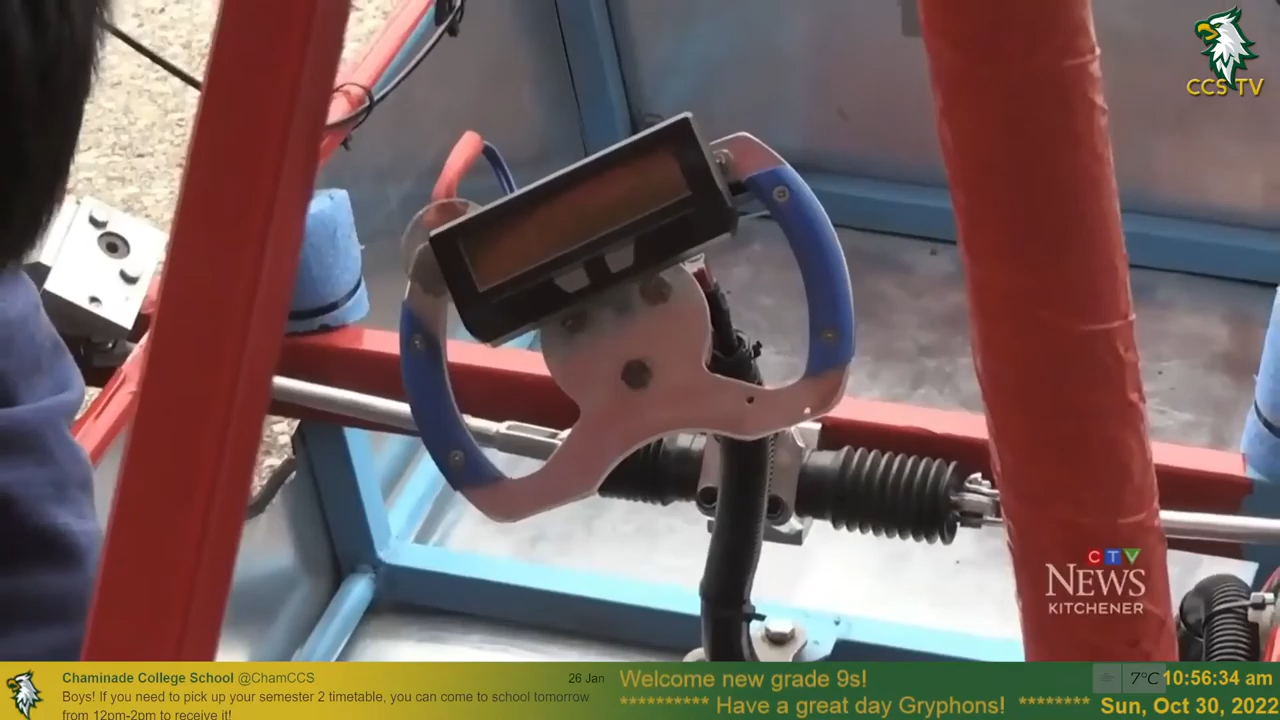 CCS TV
CTV
NEWS
KITCHENER
Chaminade College School @ChamCCS
26 Jan
Boys! If you need to pick up your semester 2 timetable, you can come to school tomorrow
from 12pm-2pm to receive it!
Welcome new grade 9s!
********** Have a great day Gryphons! ********
7°C
10:56:34 am
Sun, Oct 30, 2022